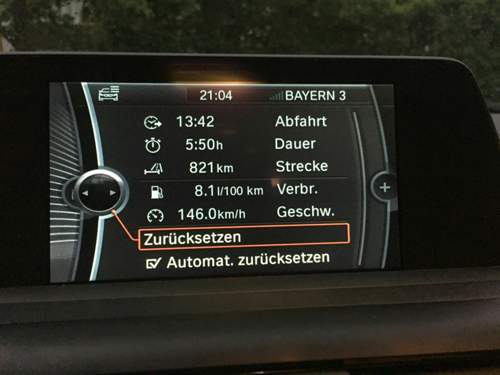 21:04 BAYERN 3
13:42 Abfahrt
5:50h Dauer
821km Strecke
8.1l/100 km Verbr.
146.0km/h Geschw.
Zurücksetzen
Automat. zurücksetzen